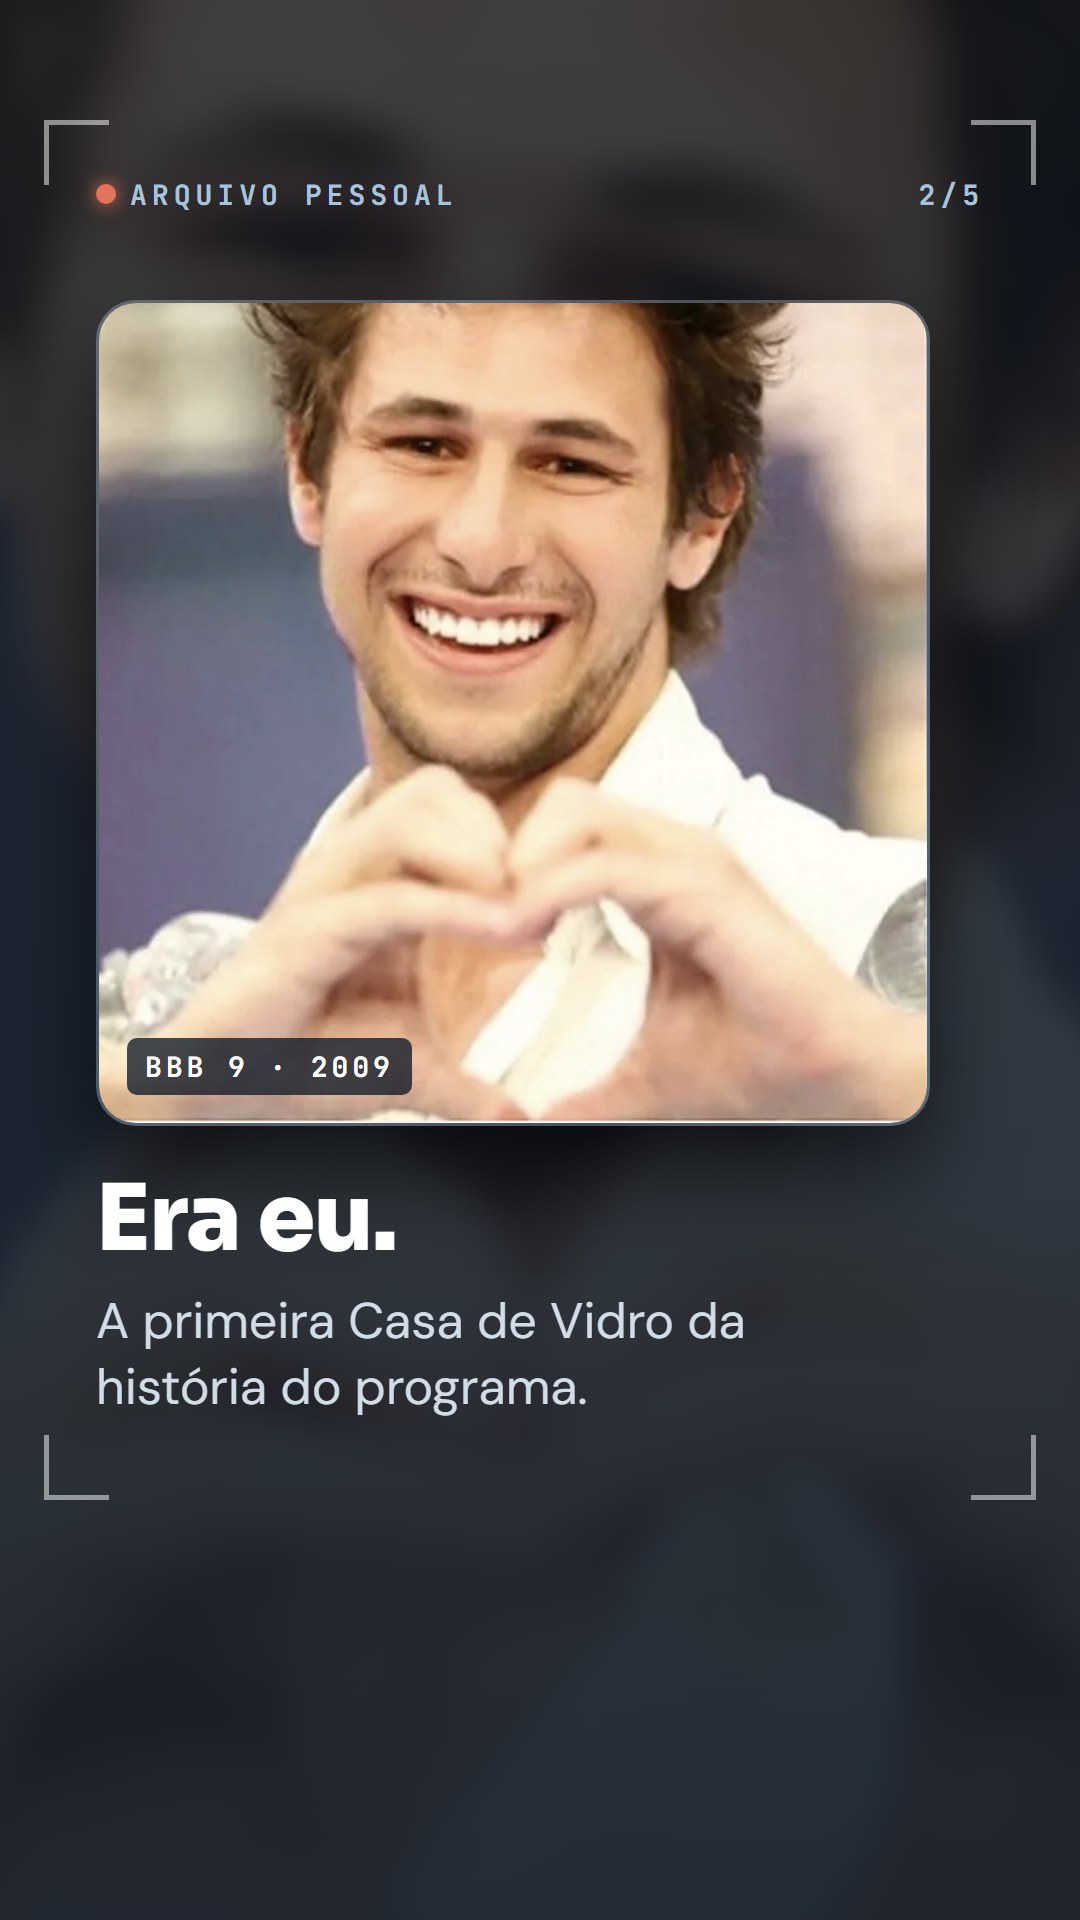 ARQUIVO PESSOAL
2/5
BBB 9 · 2009
Era eu.
A primeira Casa de Vidro da
história do programa.